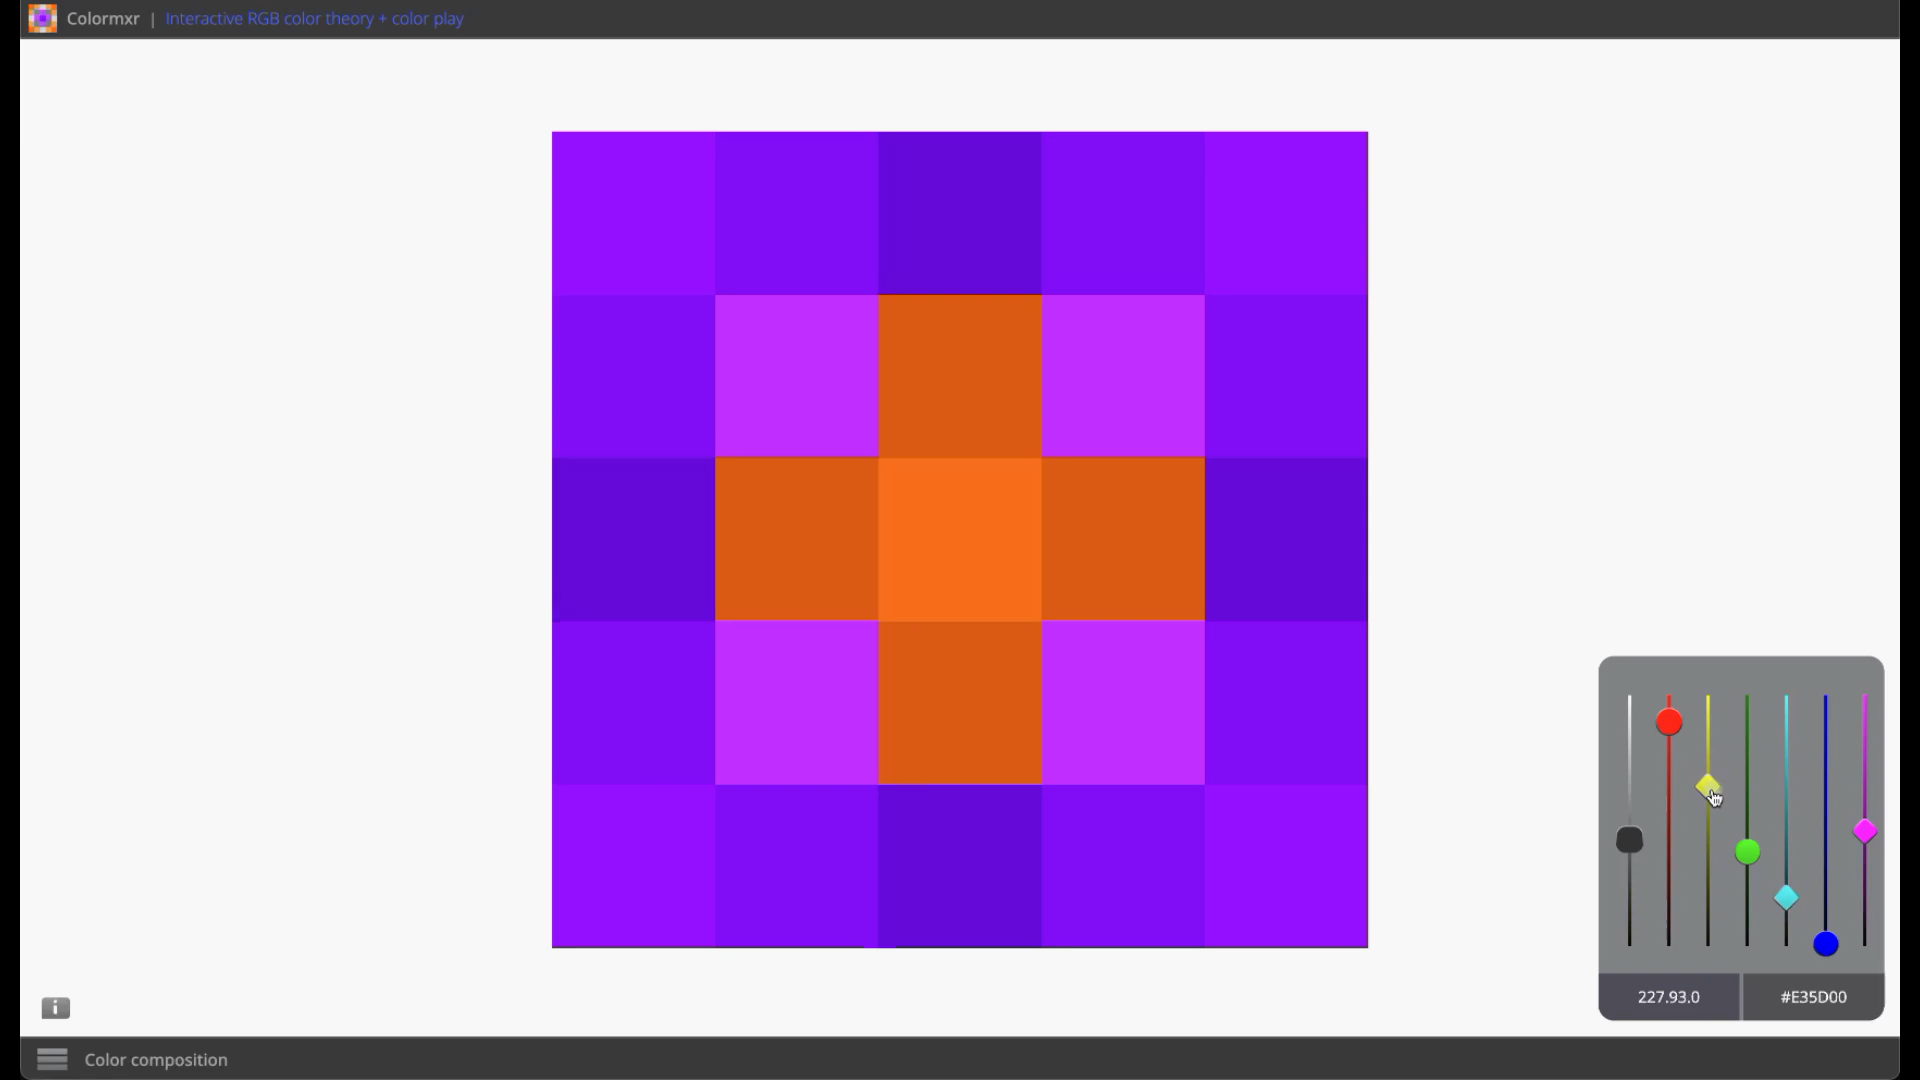 Colormxr | Interactive RGB color theory + color play
i
227.93.0 #E35D00
Color composition